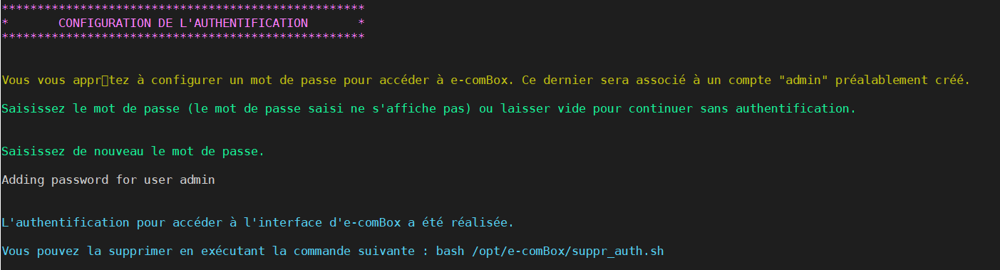 ***************************************************
* CONFIGURATION DE L'AUTHENTIFICATION *
***************************************************
Vous vous appr▯tez à configurer un mot de passe pour accéder à e-comBox. Ce dernier sera associé à un compte "admin" préalablement créé.
Saisissez le mot de passe (le mot de passe saisi ne s'affiche pas) ou laisser vide pour continuer sans authentification.
Saisissez de nouveau le mot de passe.
Adding password for user admin
L'authentification pour accéder à l'interface d'e-comBox a été réalisée.
Vous pouvez la supprimer en exécutant la commande suivante : bash /opt/e-comBox/suppr_auth.sh